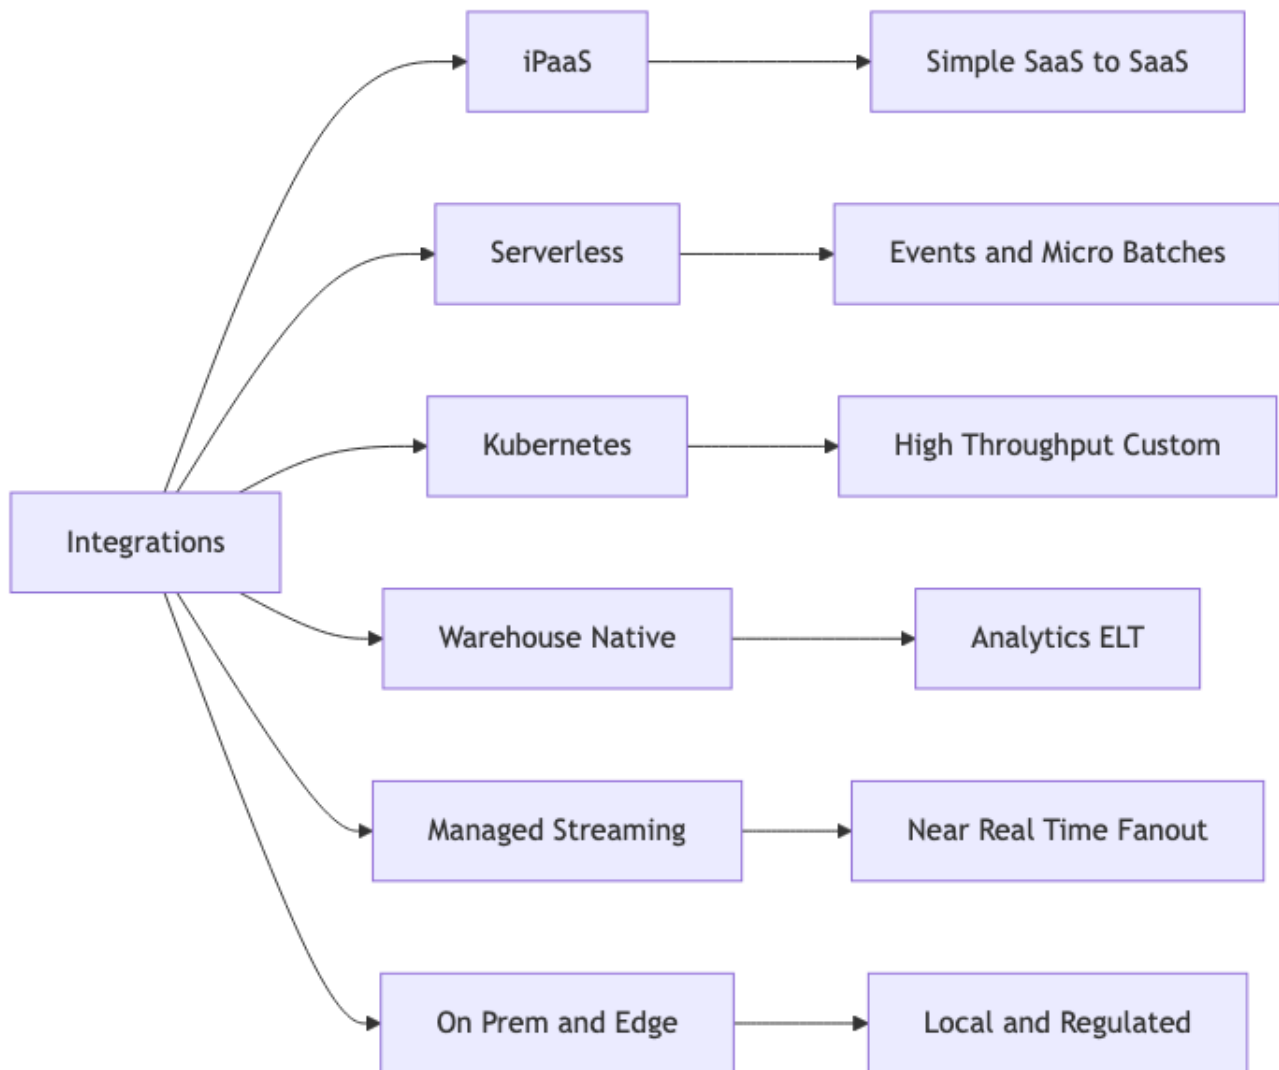 iPaaS
Simple SaaS to SaaS
Serverless
Events and Micro Batches
Kubernetes
High Throughput Custom
Integrations
Warehouse Native
Analytics ELT
Managed Streaming
Near Real Time Fanout
On Prem and Edge
Local and Regulated